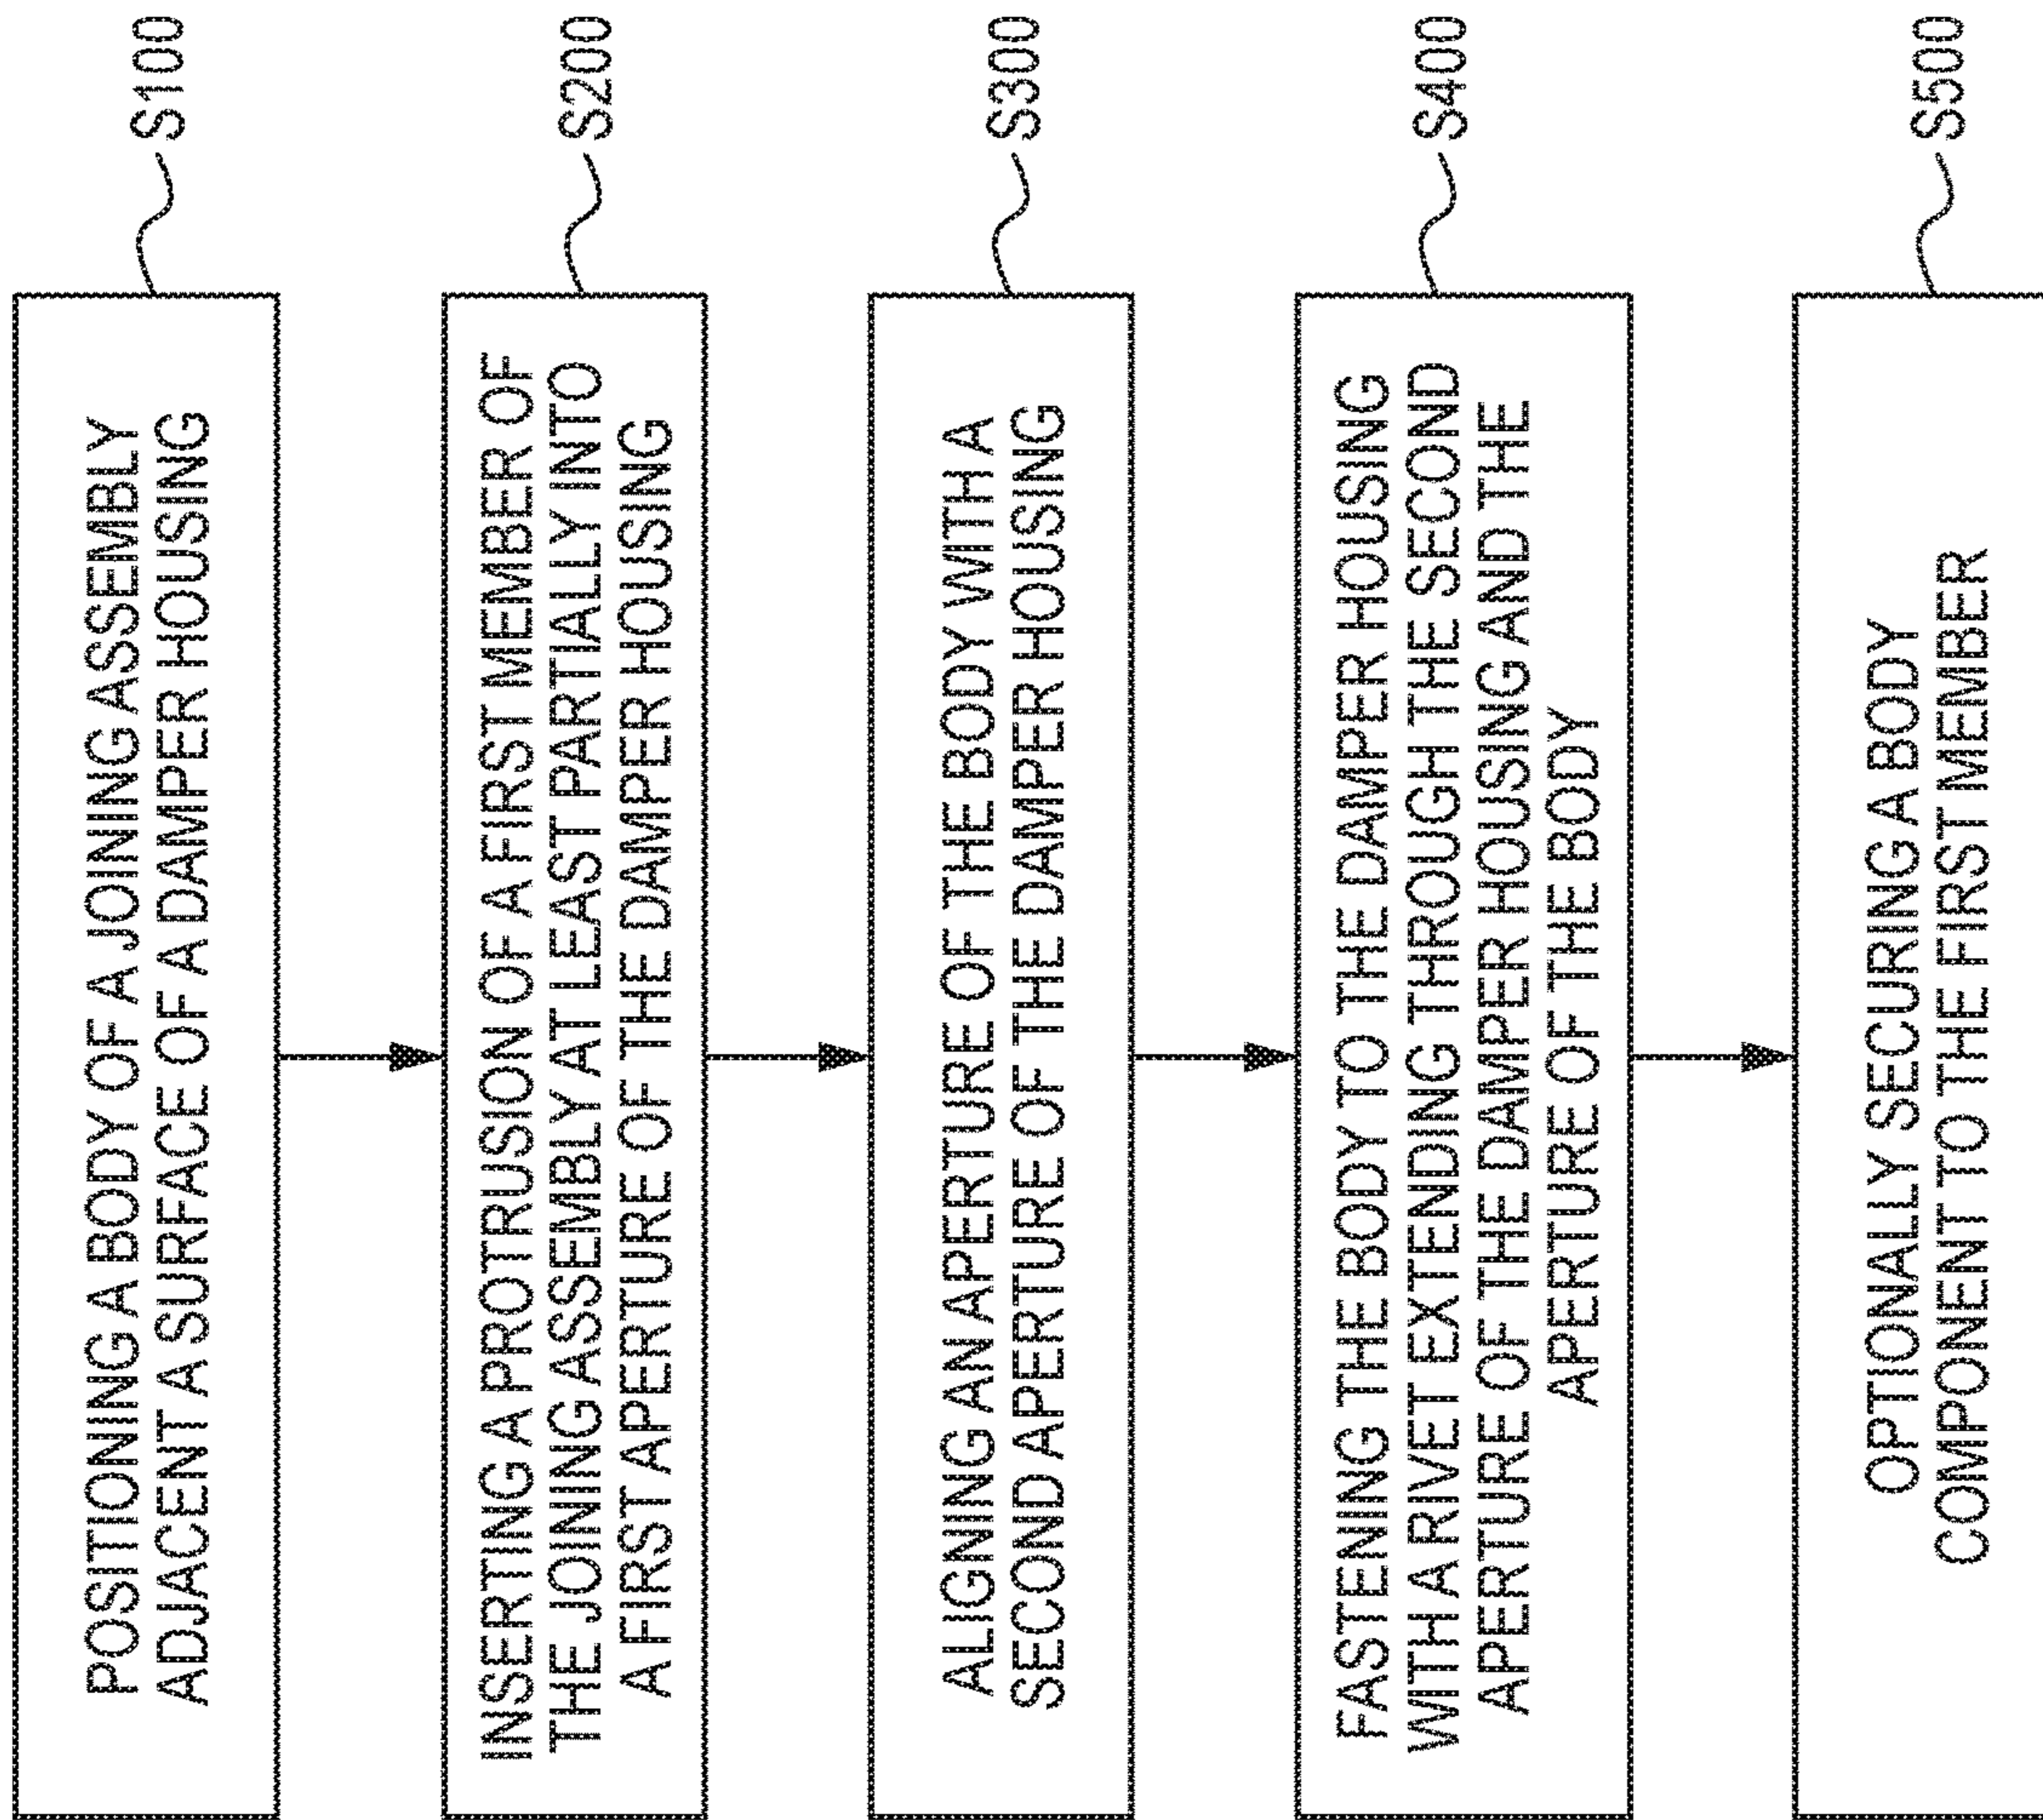 POSITIONING A BODY OF A JOINING ASSEMBLY
ADJACENT A SURFACE OF A DAMPER HOUSING
S100
INSERTING A PROTRUSION OF A FIRST MEMBER OF
THE JOINING ASSEMBLY AT LEAST PARTIALLY INTO
A FIRST APERTURE OF THE DAMPER HOUSING
S200
ALIGNING AN APERTURE OF THE BODY WITH A
SECOND APERTURE OF THE DAMPER HOUSING
S300
FASTENING THE BODY TO THE DAMPER HOUSING
WITH A RIVET EXTENDING THROUGH THE SECOND
APERTURE OF THE DAMPER HOUSING AND THE
APERTURE OF THE BODY
S400
OPTIONALLY SECURING A BODY
COMPONENT TO THE FIRST MEMBER
S500